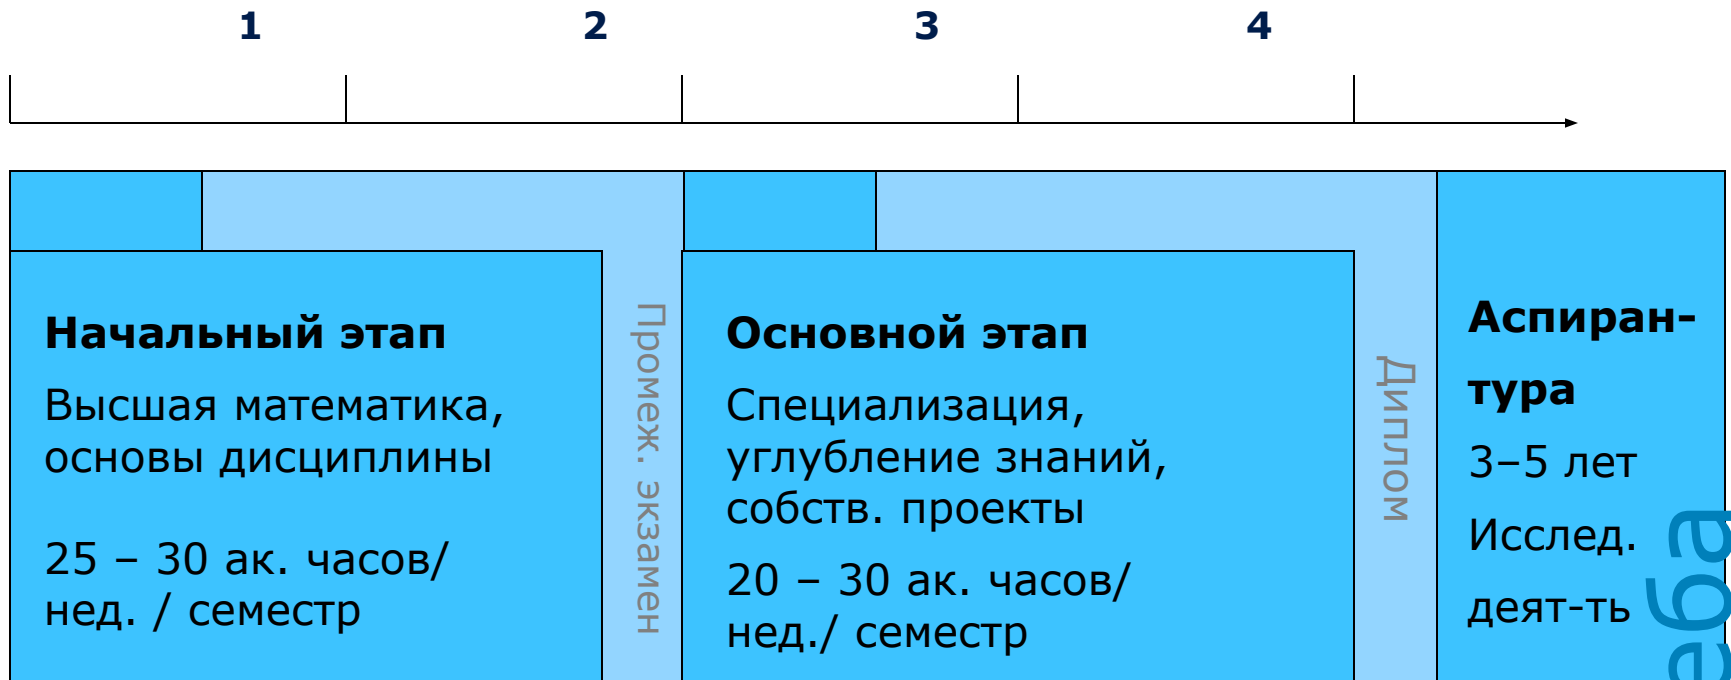 1 2 3 4
Начальный этап
Высшая математика,
основы дисциплины
25 – 30 ак. часов/
нед. / семестр
Промеж. экзамен
Основной этап
Специализация,
углубление знаний,
собств. проекты
20 – 30 ак. часов/
нед./ семестр
Диплом
Аспиран-
тура
3–5 лет
Исслед.
деят-ть